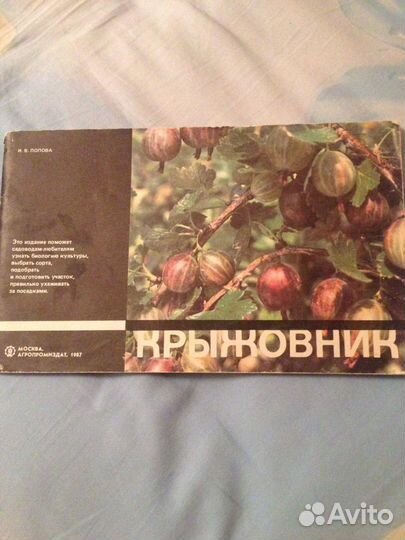 И. В. ПОПОВА
Это издание поможет
садоводам-любителям
узнать биологию культуры,
выбрать сорта,
подобрать
и подготовить участок,
правильно ухаживать
за посадками.
КРЫЖОВНИК
МОСКВА,
АГРОПРОМИЗДАТ, 1987
Avito